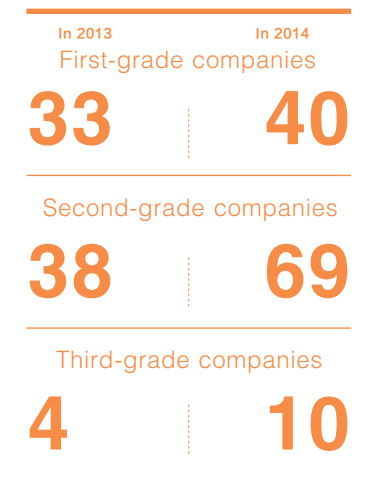 In 2013 In 2014
First-grade companies
33 40
Second-grade companies
38 69
Third-grade companies
4 10